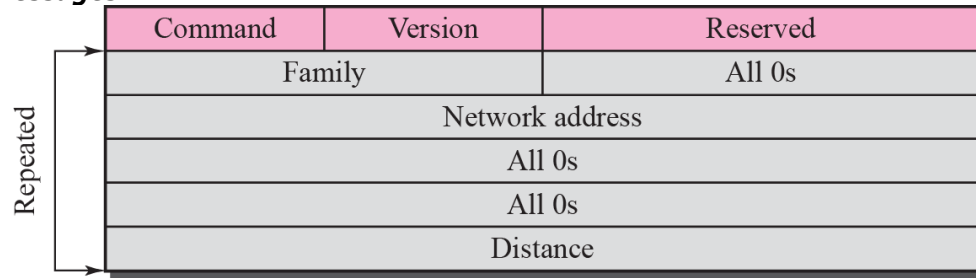 Command Version Reserved
Family All 0s
Network address
All 0s
All 0s
Distance
Repeated